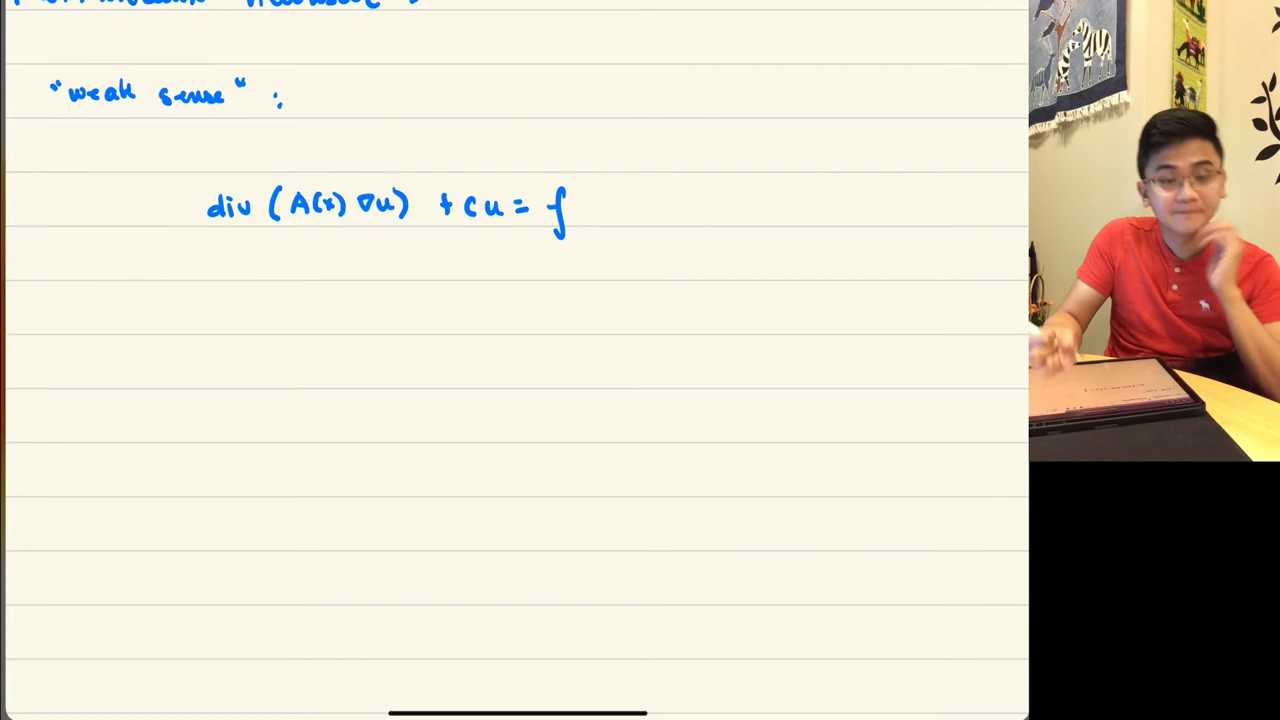 "weak sense" :
div (A(x) ∇u) + cu = f